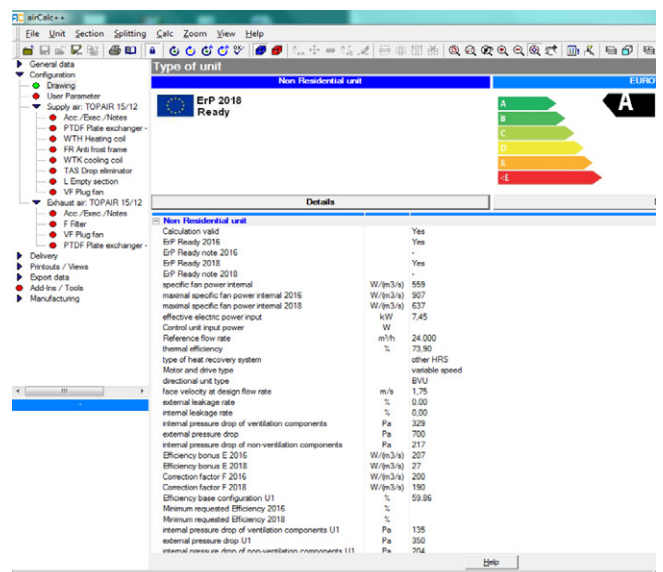 airCalc++
File Unit Section Splitting Calc Zoom View Help
General data
Configuration
Drawing
User Parameter
Supply air: TOPAIR 15/12
Acc./Exec./Notes
PTDF Plate exchanger -
WTH Heating coil
FR Anti frost frame
WTK cooling coil
TAS Drop eliminator
L Empty section
VF Plug fan
Exhaust air: TOPAIR 15/12
Acc./Exec./Notes
F Filter
VF Plug fan
PTDF Plate exchanger -
Delivery
Printouts / Views
Export data
Add-Ins / Tools
Manufacturing
Type of unit
Non Residential unit
EUROV
ErP 2018
Ready
A
B
C
D
E
<E
A
Details
Non Residential unit
Calculation valid Yes
ErP Ready 2016 Yes
ErP Ready note 2016 -
ErP Ready 2018 Yes
ErP Ready note 2018 -
specific fan power internal W/(m3/s) 559
maximal specific fan power internal 2016 W/(m3/s) 907
maximal specific fan power internal 2018 W/(m3/s) 637
effective electric power input kW 7,45
Control unit input power W
Reference flow rate m³/h 24.000
thermal efficiency % 73,90
type of heat recovery system other HRS
Motor and drive type variable speed
directional unit type BVU
face velocity at design flow rate m/s 1,75
external leakage rate % 0,00
internal leakage rate % 0,00
internal pressure drop of ventilation components Pa 329
external pressure drop Pa 700
internal pressure drop of non-ventilation components Pa 217
Efficiency bonus E 2016 W/(m3/s) 207
Efficiency bonus E 2018 W/(m3/s) 27
Correction factor F 2016 W/(m3/s) 200
Correction factor F 2018 W/(m3/s) 190
Efficiency base configuration U1 % 59,86
Minimum requested Efficiency 2016 %
Minimum requested Efficiency 2018 %
internal pressure drop of ventilation components U1 Pa 135
external pressure drop U1 Pa 350
internal pressure drop of non-ventilation components U1 Pa 204
Help